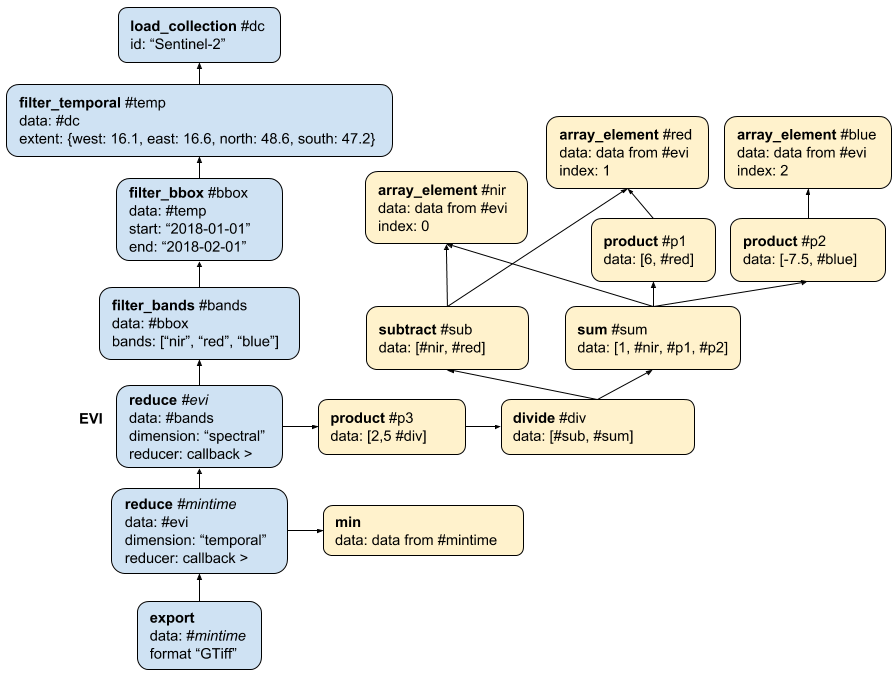 load_collection #dc
id: “Sentinel-2”
filter_temporal #temp
data: #dc
extent: {west: 16.1, east: 16.6, north: 48.6, south: 47.2}
filter_bbox #bbox
data: #temp
start: “2018-01-01”
end: “2018-02-01”
filter_bands #bands
data: #bbox
bands: [“nir”, “red”, “blue”]
EVI
reduce #evi
data: #bands
dimension: “spectral”
reducer: callback >
reduce #mintime
data: #evi
dimension: “temporal”
reducer: callback >
export
data: #mintime
format “GTiff”
array_element #nir
data: data from #evi
index: 0
array_element #red
data: data from #evi
index: 1
array_element #blue
data: data from #evi
index: 2
product #p1
data: [6, #red]
product #p2
data: [-7.5, #blue]
subtract #sub
data: [#nir, #red]
sum #sum
data: [1, #nir, #p1, #p2]
product #p3
data: [2,5 #div]
divide #div
data: [#sub, #sum]
min
data: data from #mintime